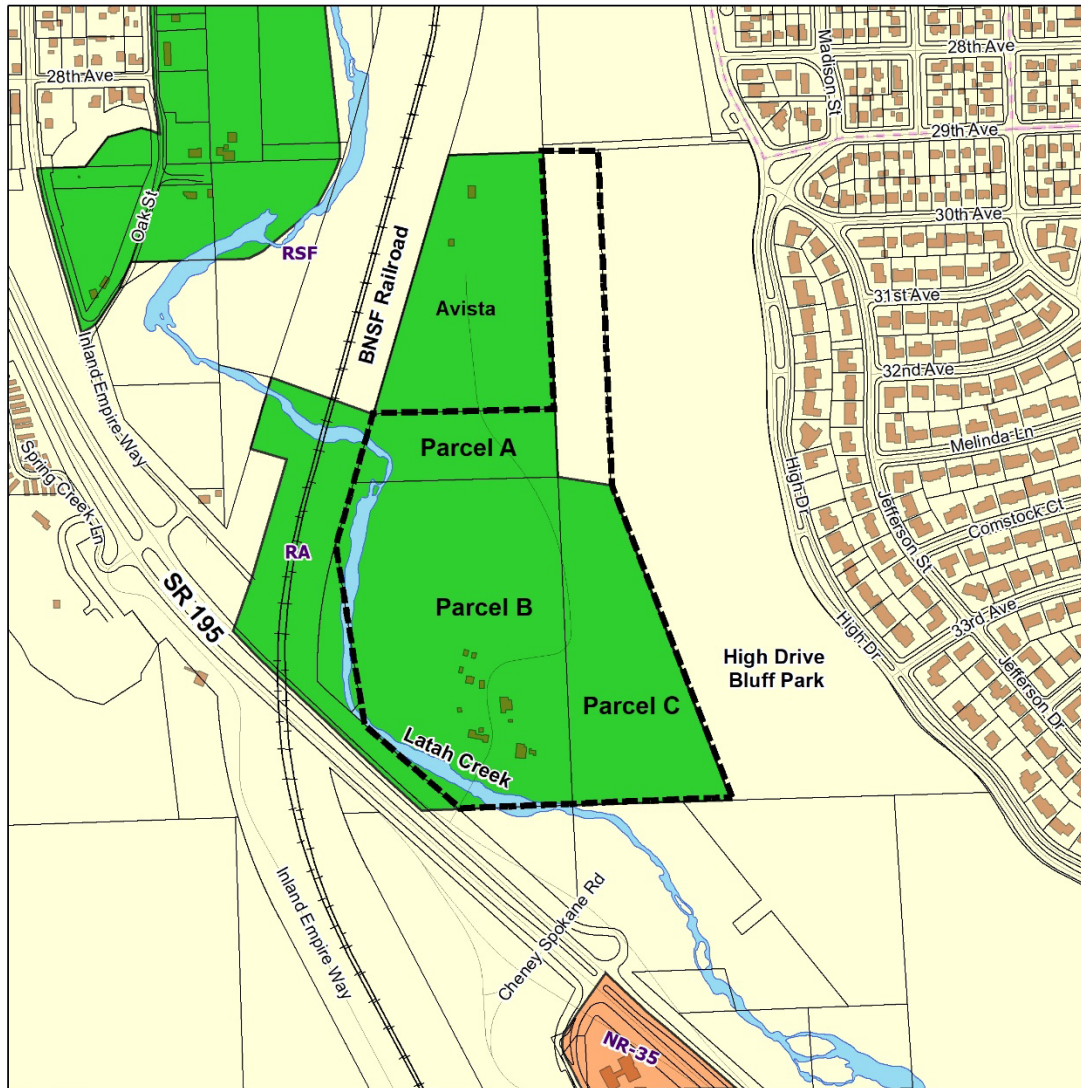 28th Ave
Madison St
28th Ave
29th Ave
Oak St
30th Ave
RSF
BNSF Railroad
31st Ave
Avista
Inland Empire Way
32nd Ave
Parcel A
Melinda Ln
Spring Creek Ln
High Dr
Jefferson St
Comstock Ct
RA
SR 195
Parcel B
33rd Ave
High Dr
High Drive
Bluff Park
Jefferson Dr
Parcel C
Latah Creek
Inland Empire Way
Cheney Spokane Rd
NR-35